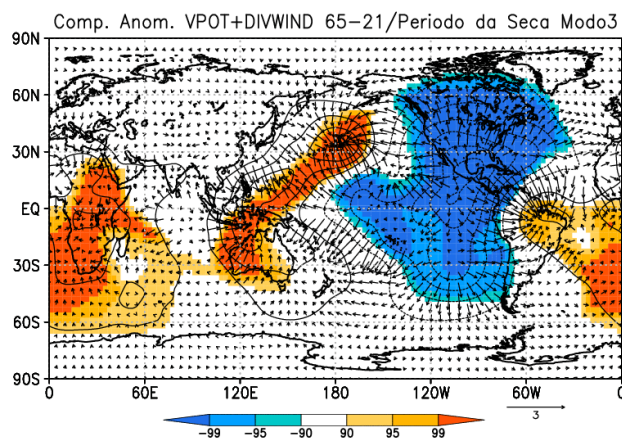 Comp. Anom. VPOT+DIVWIND 65-21/Periodo da Seca Modo3
90N
60N
30N
EQ
30S
60S
90S
0 60E 120E 180 120W 60W 0
-99 -95 -90 90 95 99
3